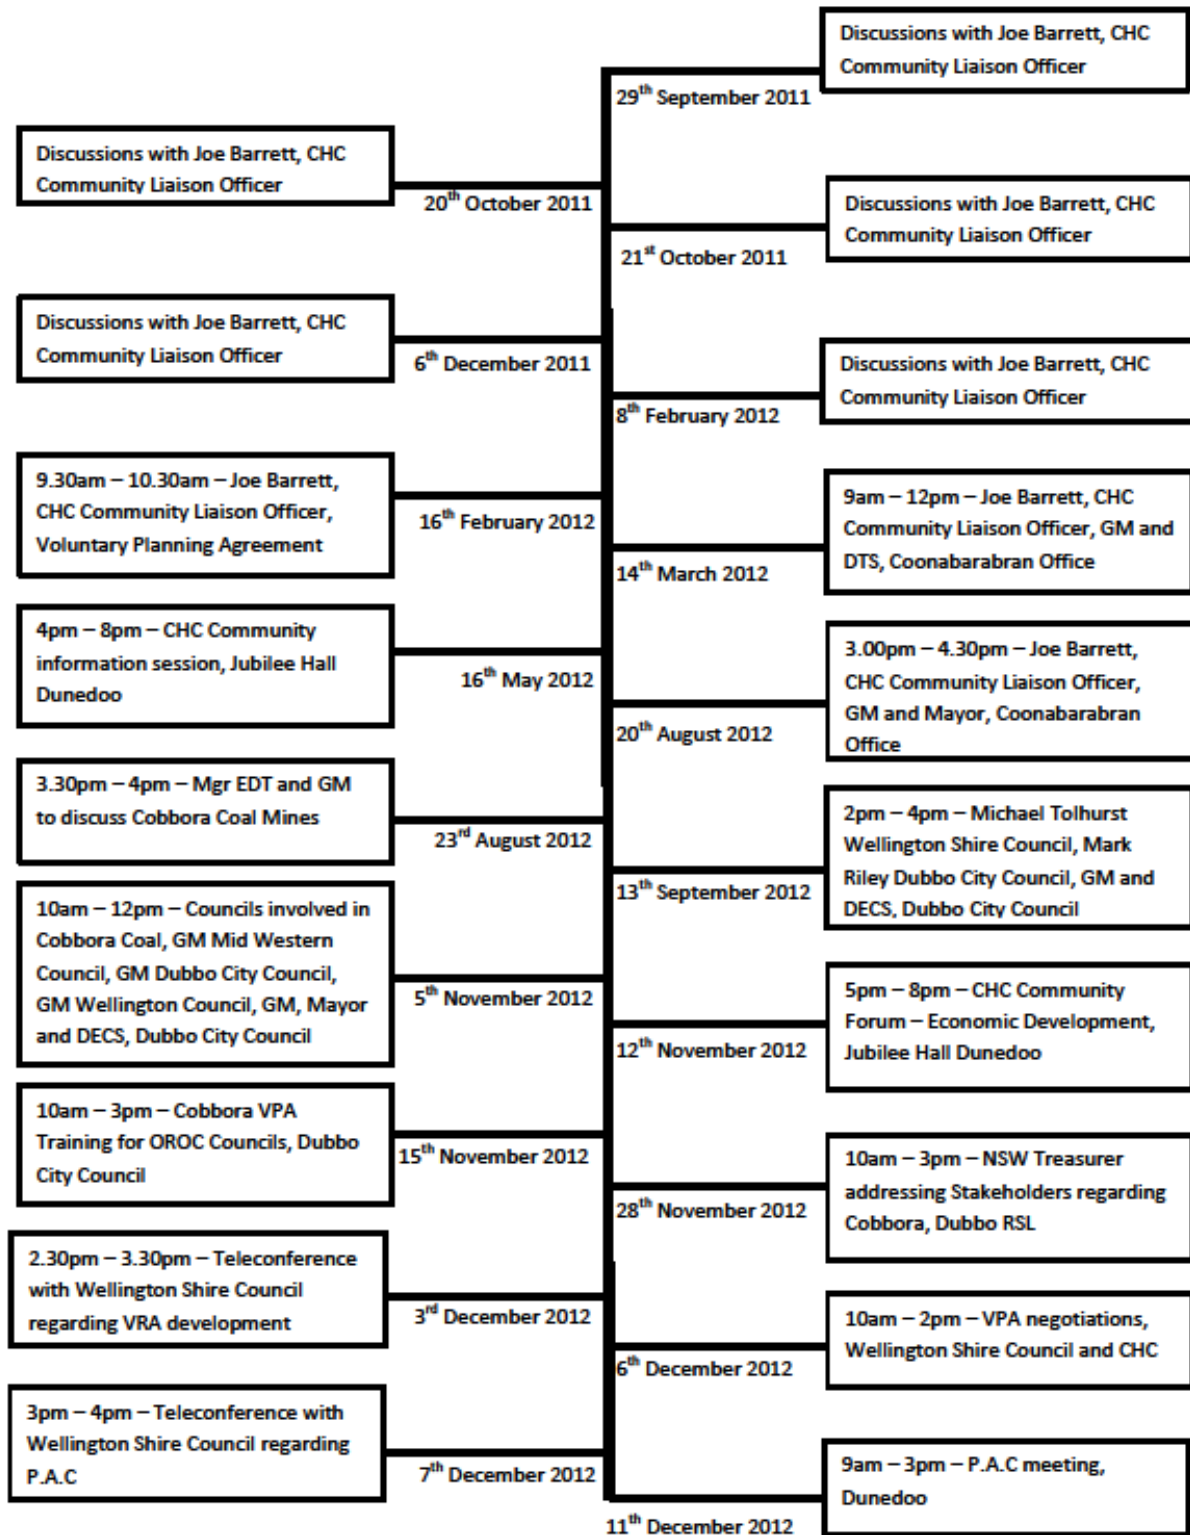 Discussions with Joe Barrett, CHC
Community Liaison Officer
29th September 2011
Discussions with Joe Barrett, CHC
Community Liaison Officer
20th October 2011
Discussions with Joe Barrett, CHC
Community Liaison Officer
21st October 2011
Discussions with Joe Barrett, CHC
Community Liaison Officer
6th December 2011
Discussions with Joe Barrett, CHC
Community Liaison Officer
8th February 2012
9.30am – 10.30am – Joe Barrett,
CHC Community Liaison Officer,
Voluntary Planning Agreement
16th February 2012
9am – 12pm – Joe Barrett, CHC
Community Liaison Officer, GM and
DTS, Coonabarabran Office
14th March 2012
4pm – 8pm – CHC Community
information session, Jubilee Hall
Dunedoo
16th May 2012
3.00pm – 4.30pm – Joe Barrett,
CHC Community Liaison Officer,
GM and Mayor, Coonabarabran
Office
20th August 2012
3.30pm – 4pm – Mgr EDT and GM
to discuss Cobbora Coal Mines
23rd August 2012
2pm – 4pm – Michael Tolhurst
Wellington Shire Council, Mark
Riley Dubbo City Council, GM and
DECS, Dubbo City Council
13th September 2012
10am – 12pm – Councils involved in
Cobbora Coal, GM Mid Western
Council, GM Dubbo City Council,
GM Wellington Council, GM, Mayor
and DECS, Dubbo City Council
5th November 2012
5pm – 8pm – CHC Community
Forum – Economic Development,
Jubilee Hall Dunedoo
12th November 2012
10am – 3pm – Cobbora VPA
Training for OROC Councils, Dubbo
City Council
15th November 2012
10am – 3pm – NSW Treasurer
addressing Stakeholders regarding
Cobbora, Dubbo RSL
28th November 2012
2.30pm – 3.30pm – Teleconference
with Wellington Shire Council
regarding VRA development
3rd December 2012
10am – 2pm – VPA negotiations,
Wellington Shire Council and CHC
6th December 2012
3pm – 4pm – Teleconference with
Wellington Shire Council regarding
P.A.C
7th December 2012
9am – 3pm – P.A.C meeting,
Dunedoo
11th December 2012